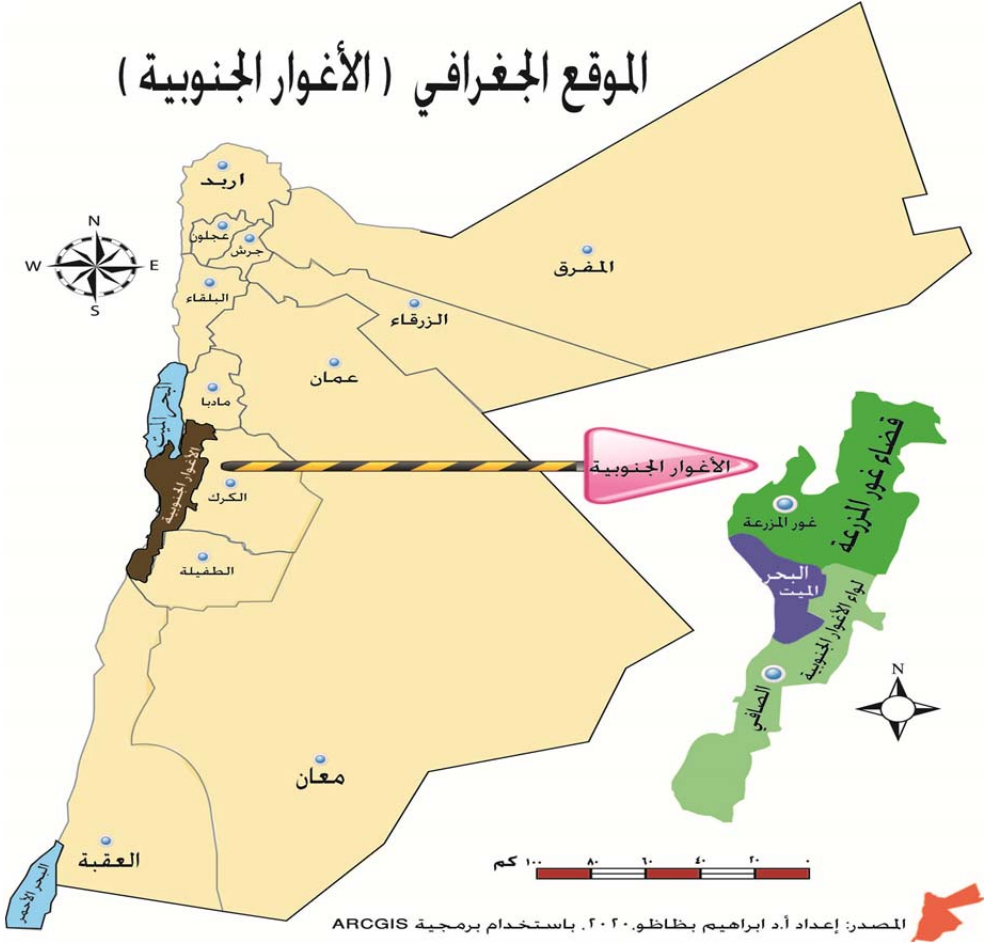 الموقع الجغرافي ( الأغوار الجنوبية )
اربد
عجلون
جرش
المفرق
N
W E
S
البلقاء
الزرقاء
عمان
مادبا
البحر الميت
الأغوار الجنوبية
الكرك
الأغوار الجنوبية
قضاء غور المزرعة
غور المزرعة
البحر
الميت
لواء الأغوار الجنوبية
الصافي
N
الطفيلة
معان
العقبة
البحر الأحمر
كم ١٠٠ ٨٠ ٦٠ ٤٠ ٢٠ ٠
المصدر: إعداد أ.د ابراهيم بظاظو،٢٠٢٠، باستخدام برمجية ARCGIS